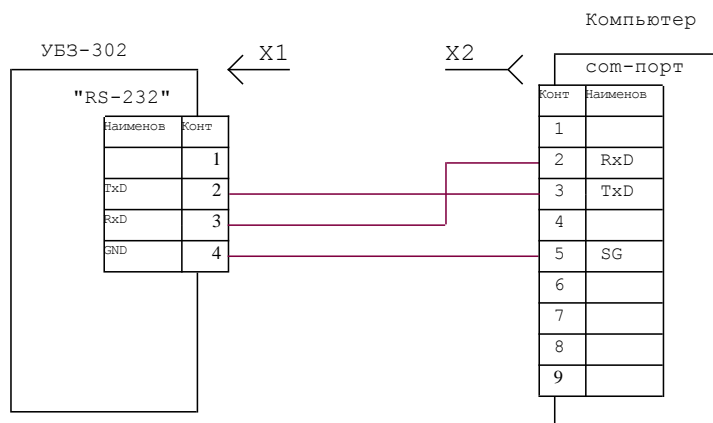 Компьютер
УБЗ-302
X1
X2
com-порт
"RS-232"
Наименов Конт
1
TxD 2
RxD 3
GND 4
Конт Наименов
1
2 RxD
3 TxD
4
5 SG
6
7
8
9